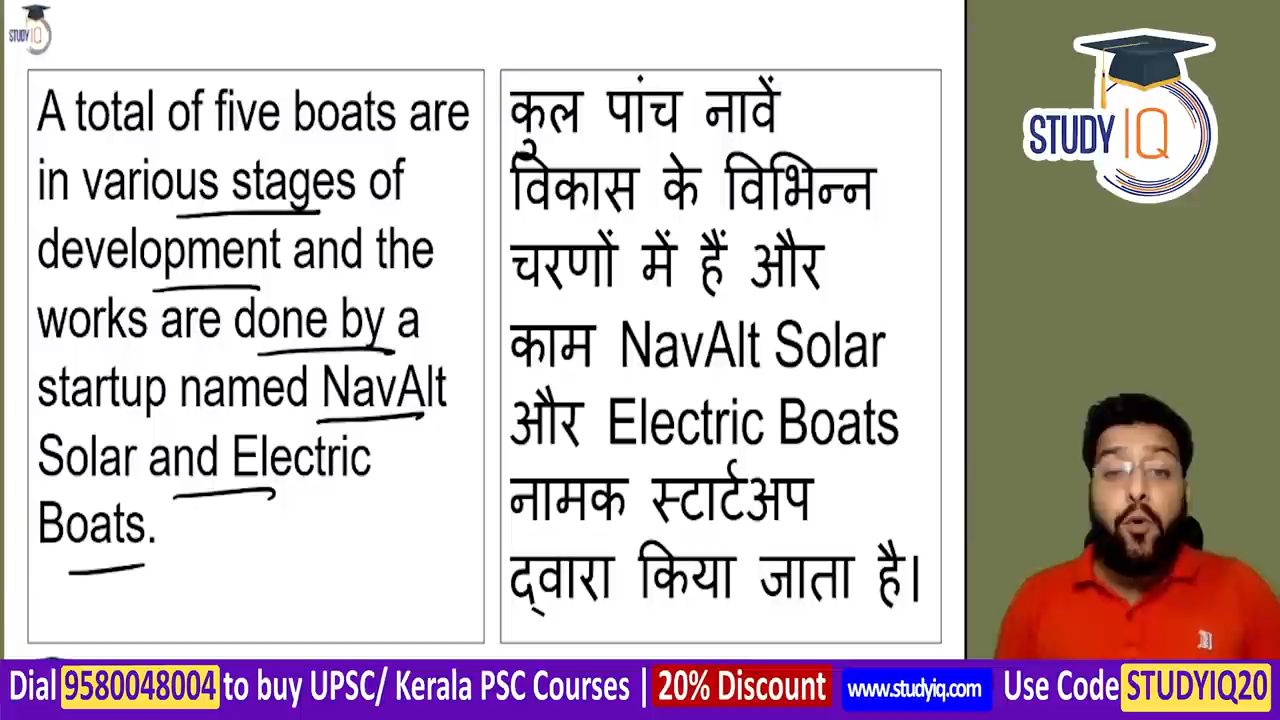 STUDY IQ
A total of five boats are
in various stages of
development and the
works are done by a
startup named NavAlt
Solar and Electric
Boats.
कुल पांच नावें
विकास के विभिन्न
चरणों में हैं और
काम NavAlt Solar
और Electric Boats
नामक स्टार्टअप
द्वारा किया जाता है।
STUDY IQ
Dial 9580048004 to buy UPSC/ Kerala PSC Courses | 20% Discount www.studyiq.com Use Code STUDYIQ20